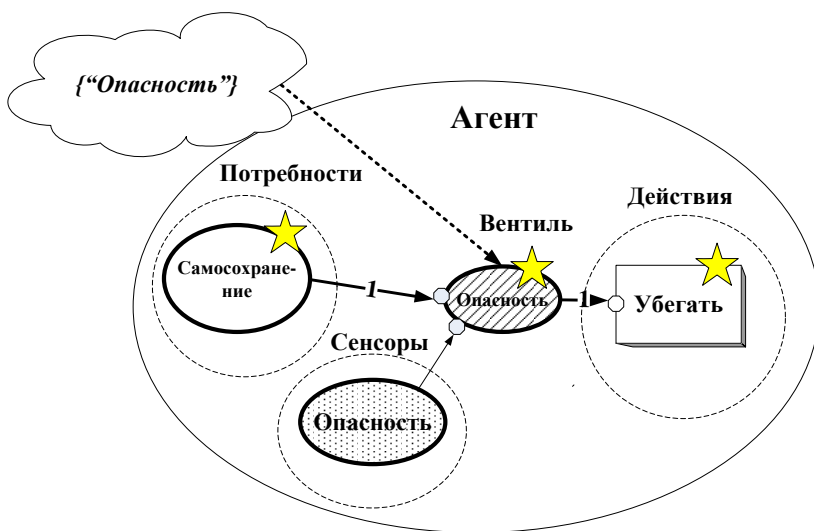 {“Опасность”}
Агент
Потребности
Действия
Вентиль
Самосохране-
ние
1
Опасность
1
Убегать
Сенсоры
Опасность